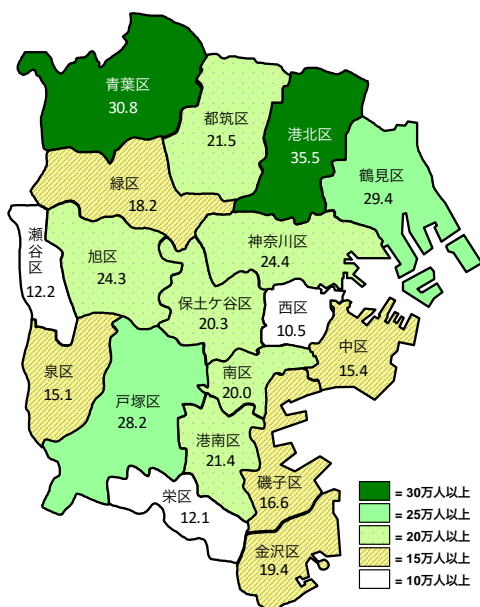 青葉区
30.8
都筑区
21.5
港北区
35.5
鶴見区
29.4
緑区
18.2
瀬谷区
12.2
旭区
24.3
神奈川区
24.4
保土ケ谷区
20.3
西区
10.5
中区
15.4
泉区
15.1
戸塚区
28.2
南区
20.0
港南区
21.4
磯子区
16.6
栄区
12.1
金沢区
19.4
= 30万人以上
= 25万人以上
= 20万人以上
= 15万人以上
= 10万人以上